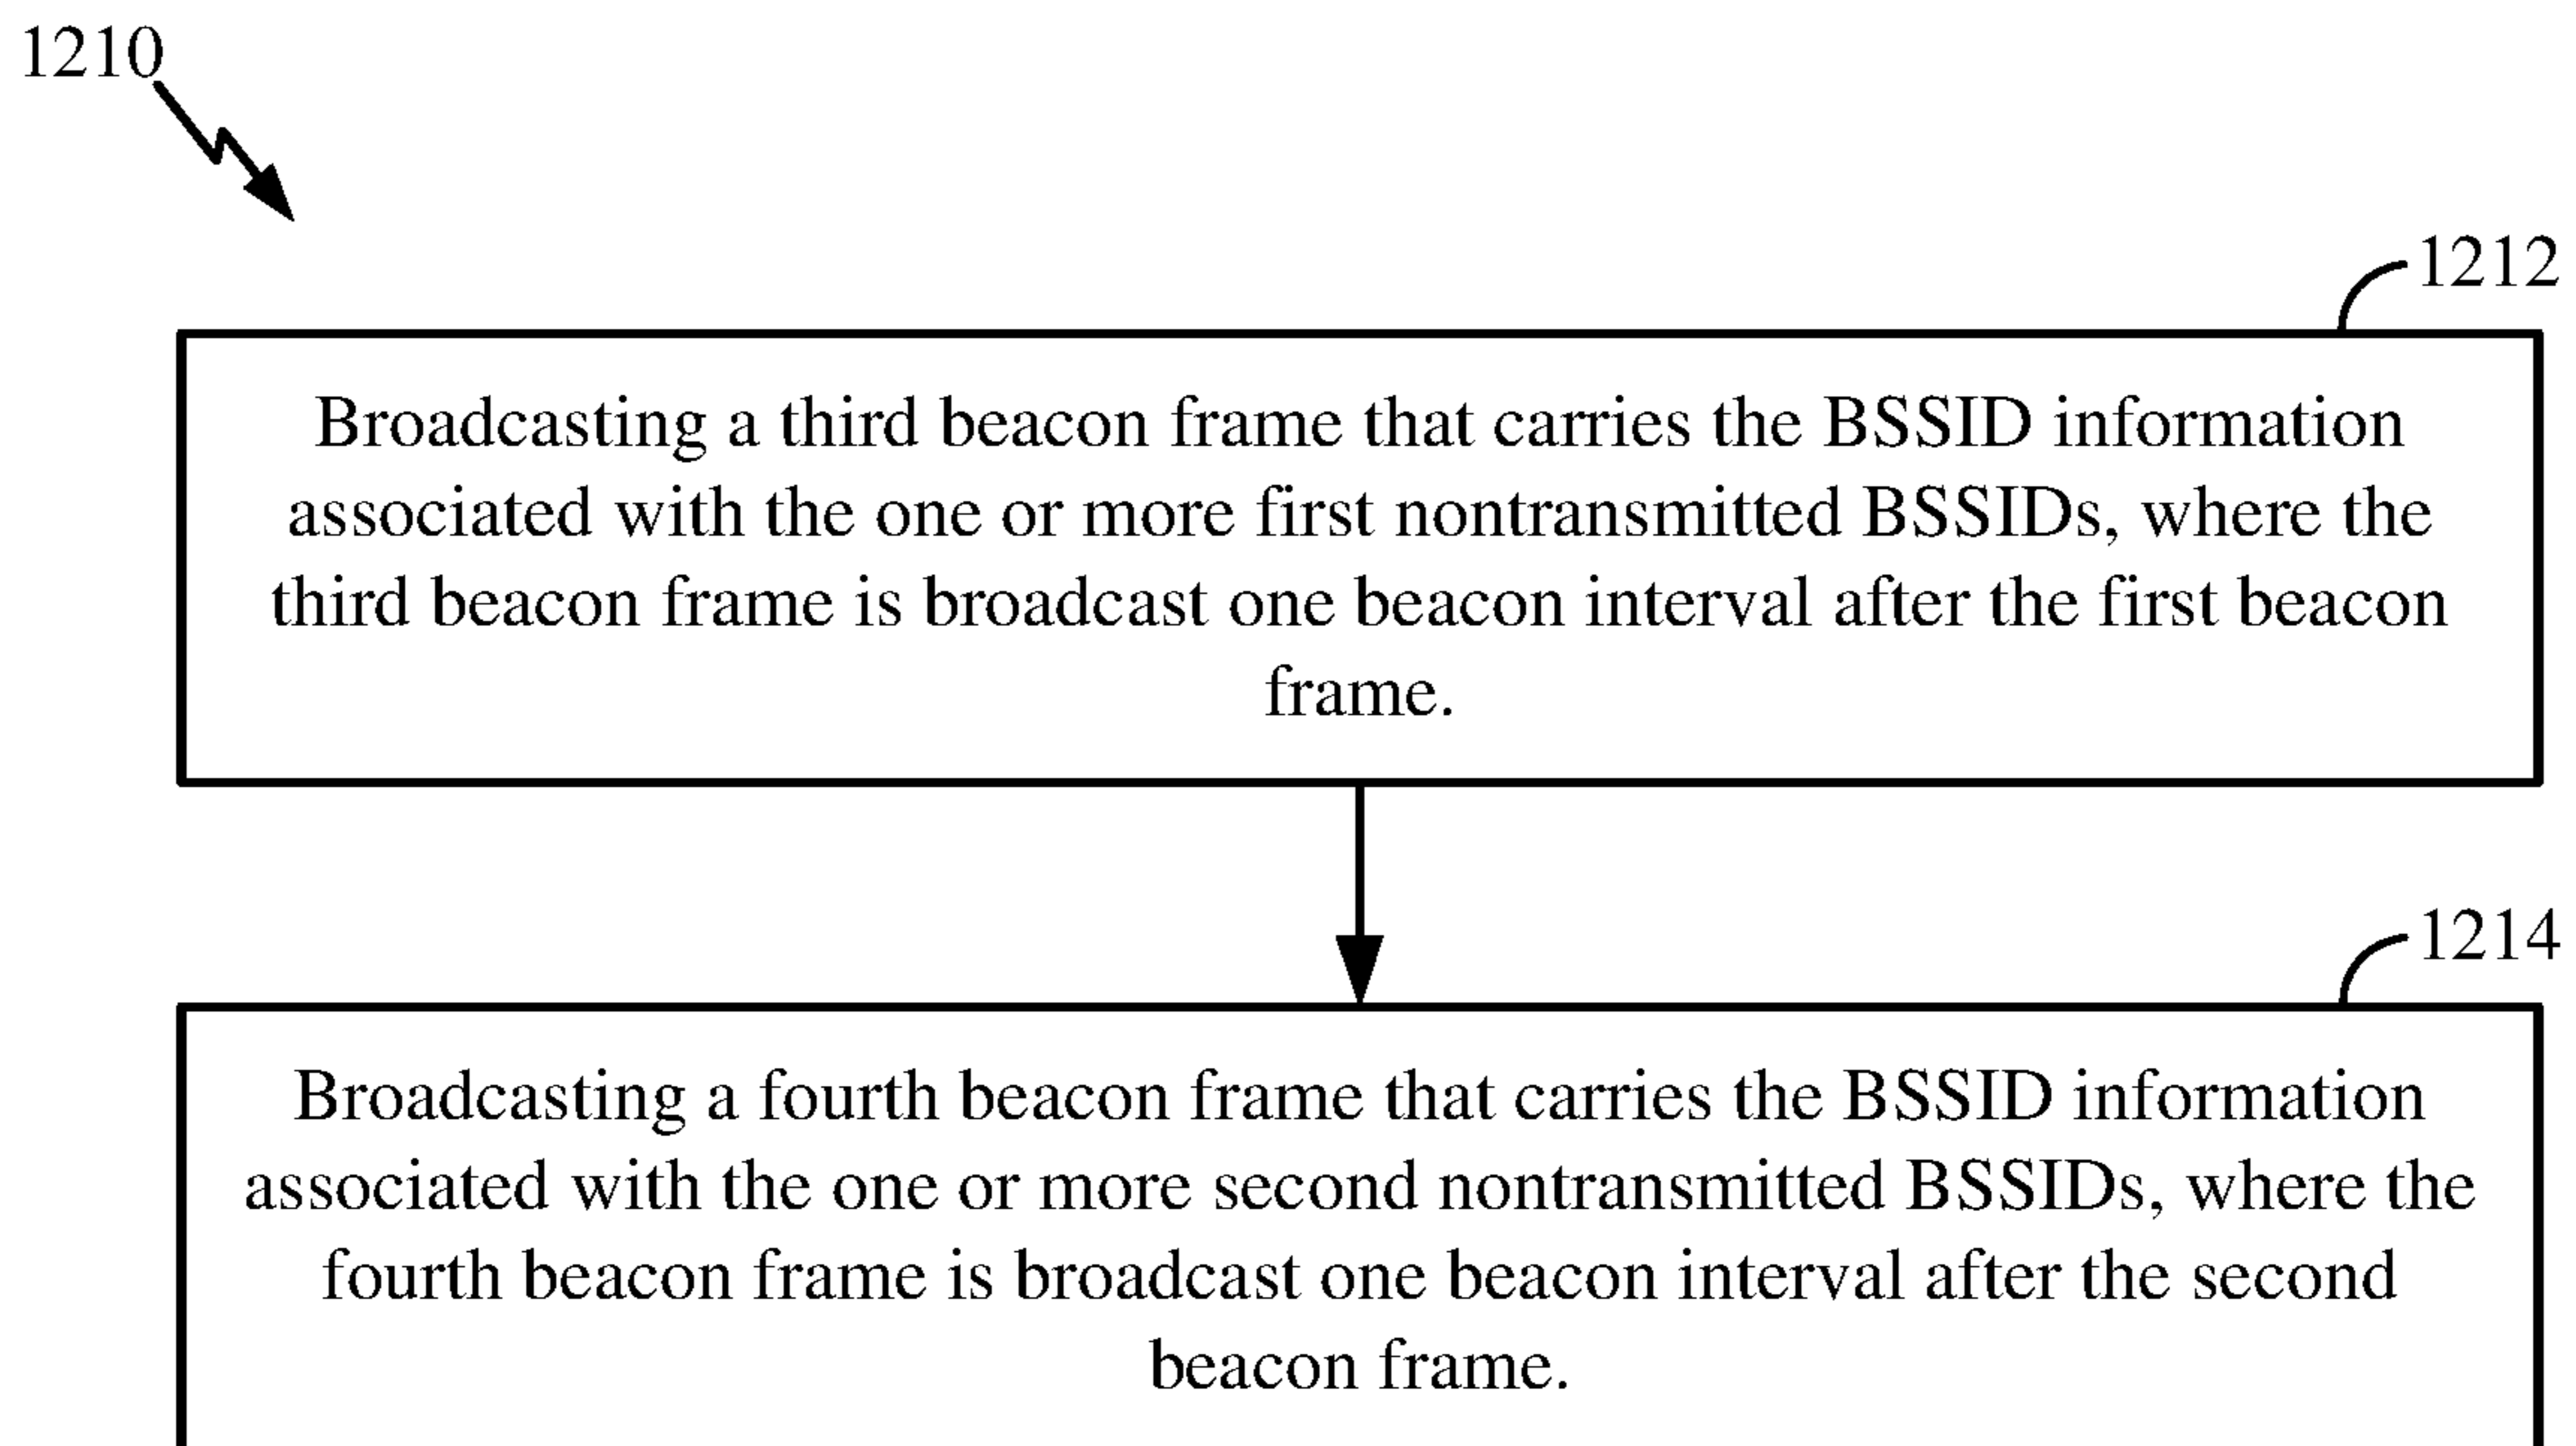 1210
1212
Broadcasting a third beacon frame that carries the BSSID information
associated with the one or more first nontransmitted BSSIDs, where the
third beacon frame is broadcast one beacon interval after the first beacon
frame.
1214
Broadcasting a fourth beacon frame that carries the BSSID information
associated with the one or more second nontransmitted BSSIDs, where the
fourth beacon frame is broadcast one beacon interval after the second
beacon frame.